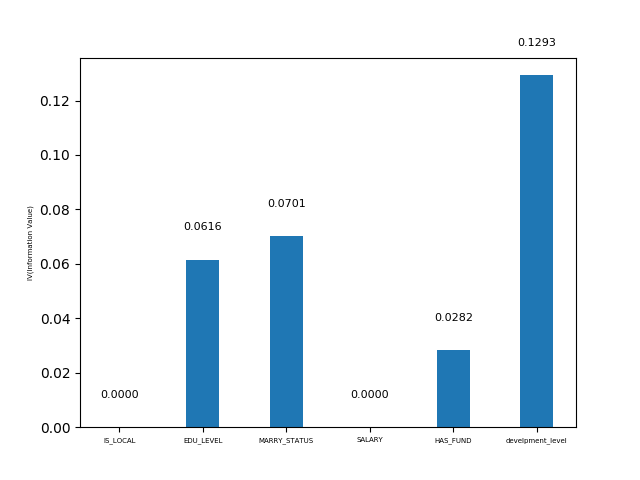 0.1293
0.12
0.10
0.08
0.06
0.04
0.02
0.00
IV(Information Value)
0.0000
0.0616
0.0701
0.0000
0.0282
IS_LOCAL
EDU_LEVEL
MARRY_STATUS
SALARY
HAS_FUND
develpment_level